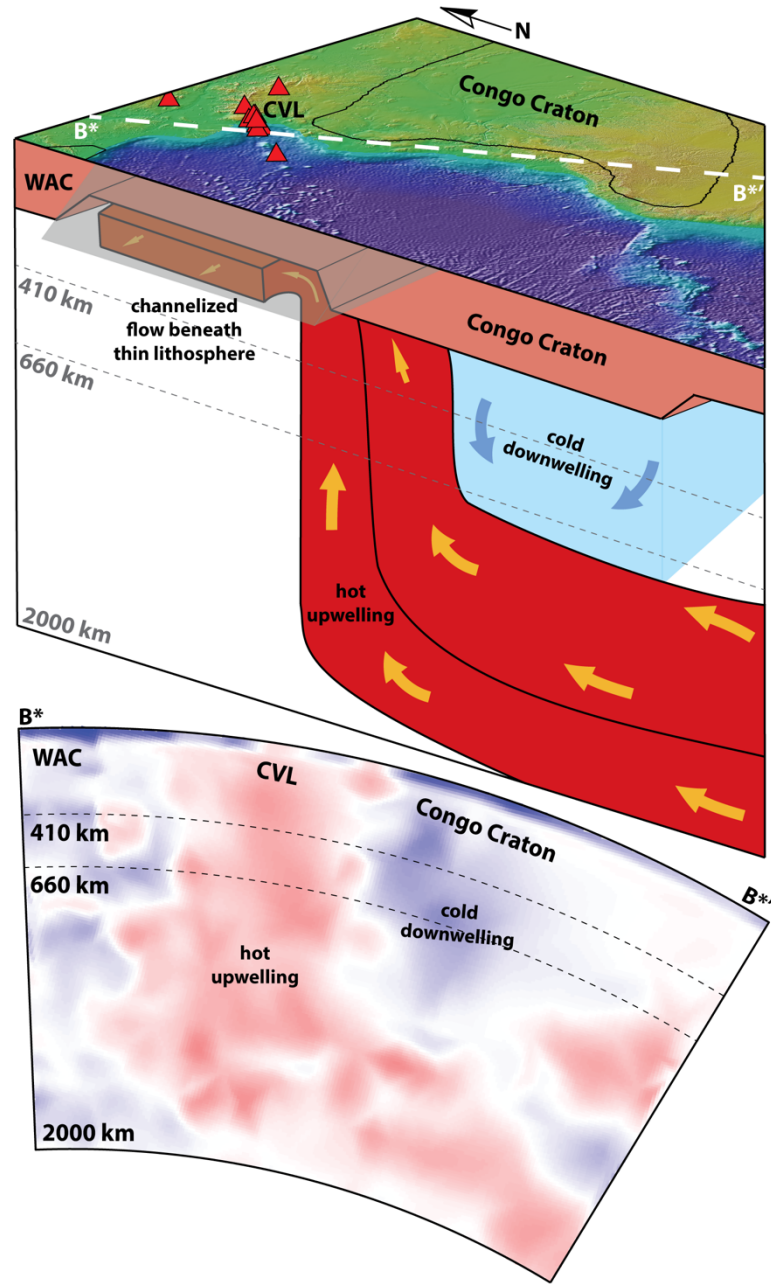 N
Congo Craton
CVL
B*
B*'
WAC
410 km
channelized
flow beneath
thin lithosphere
Congo Craton
660 km
cold
downwelling
hot
upwelling
2000 km
B*
WAC
CVL
Congo Craton
410 km
B*'
660 km
cold
downwelling
hot
upwelling
2000 km